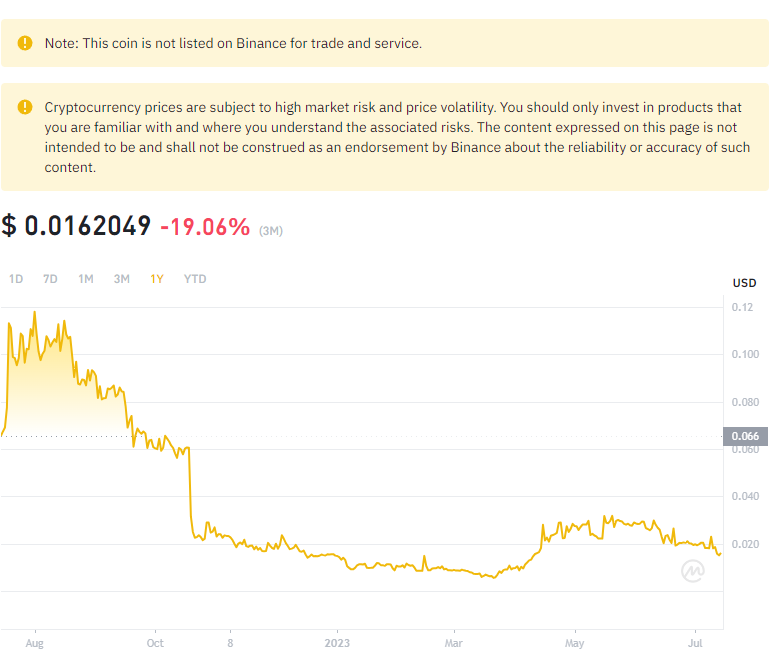 Note: This coin is not listed on Binance for trade and service.
Cryptocurrency prices are subject to high market risk and price volatility. You should only invest in products that
you are familiar with and where you understand the associated risks. The content expressed on this page is not
intended to be and shall not be construed as an endorsement by Binance about the reliability or accuracy of such
content.
$ 0.0162049 -19.06% (3M)
1D 7D 1M 3M 1Y YTD
USD
0.12
0.100
0.080
0.066
0.060
0.040
0.020
Aug Oct 8 2023 Mar May Jul